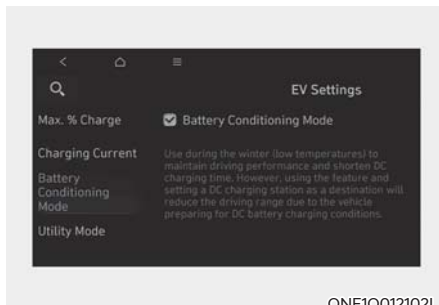 EV Settings
Max. % Charge
Battery Conditioning Mode
Charging Current
Use during the winter (low temperatures) to
maintain driving performance and shorten DC
charging time. However, using the feature and
setting a DC charging station as a destination will
reduce the driving range due to the vehicle
preparing for DC battery charging conditions.
Battery
Conditioning
Mode
Utility Mode